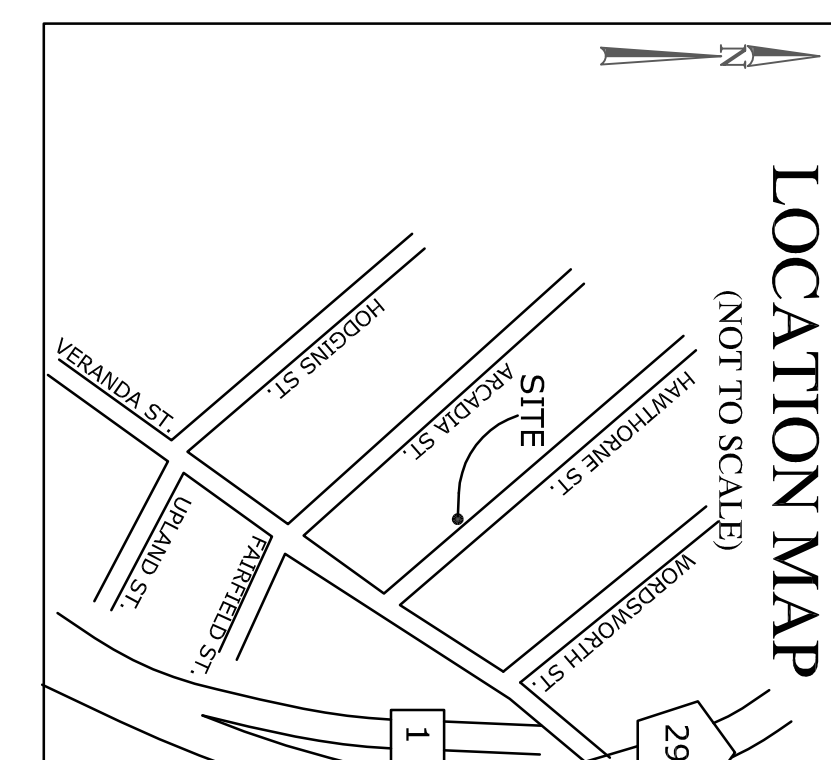 N
LOCATION MAP
(NOT TO SCALE)
HODGINS ST.
ARCADIA ST.
SITE
HAWTHORNE ST.
VERANDA ST.
UPLAND ST.
FAIRFIELD ST.
WORDSWORTH ST.
1
29